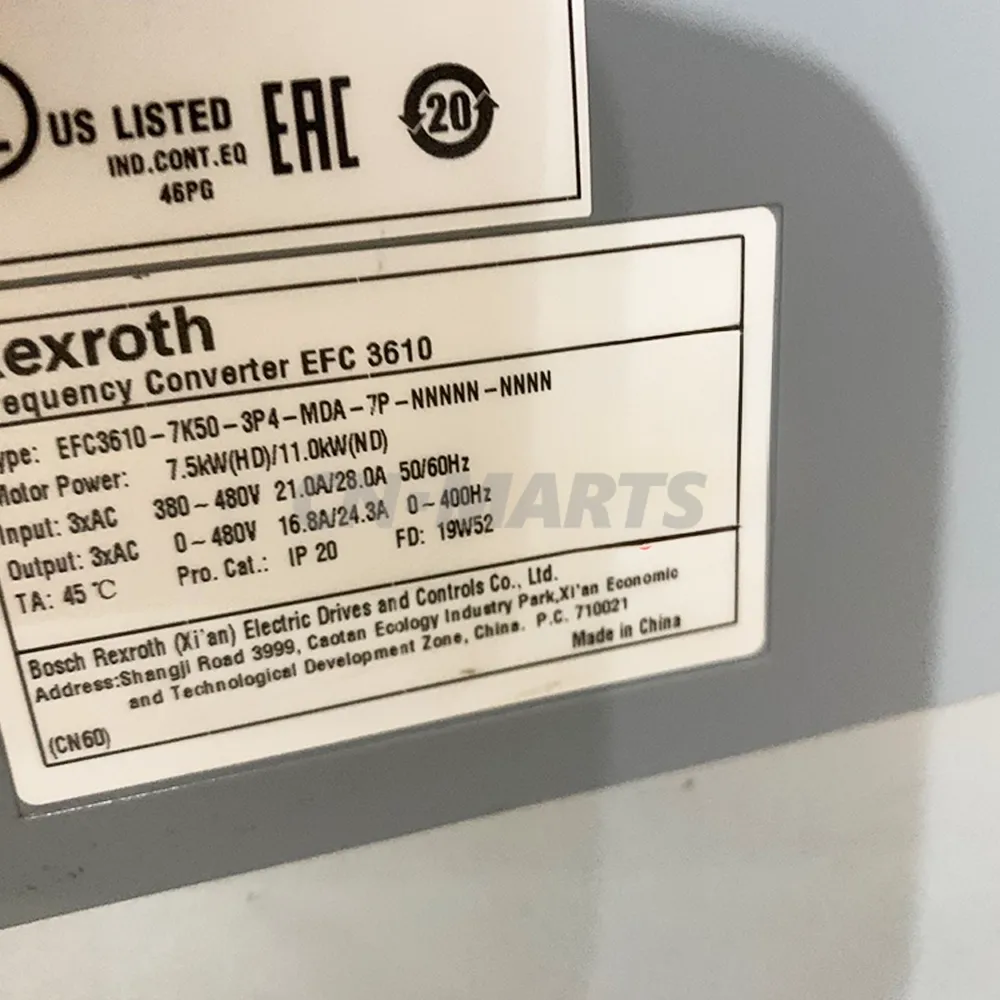 US LISTED
IND.CONT.EQ
46PG
EAC
20
exroth
equency Converter EFC 3610
ype: EFC3610-7K50-3P4-MDA-7P-NNNNN-NNNN
Motor Power: 7.5kW(HD)/11.0kW(ND)
Input: 3xAC 380~480V 21.0A/28.0A 50/60Hz
Output: 3xAC 0~480V 16.8A/24.3A 0~400Hz
TA: 45℃ Pro. Cat.: IP 20 FD: 19W52
Bosch Rexroth (Xi'an) Electric Drives and Controls Co., Ltd.
Address:Shangji Road 3999, Caotan Ecology Industry Park,Xi'an Economic
and Technological Development Zone, China. P.C. 710021
Made in China
(CN60)
-MARTS